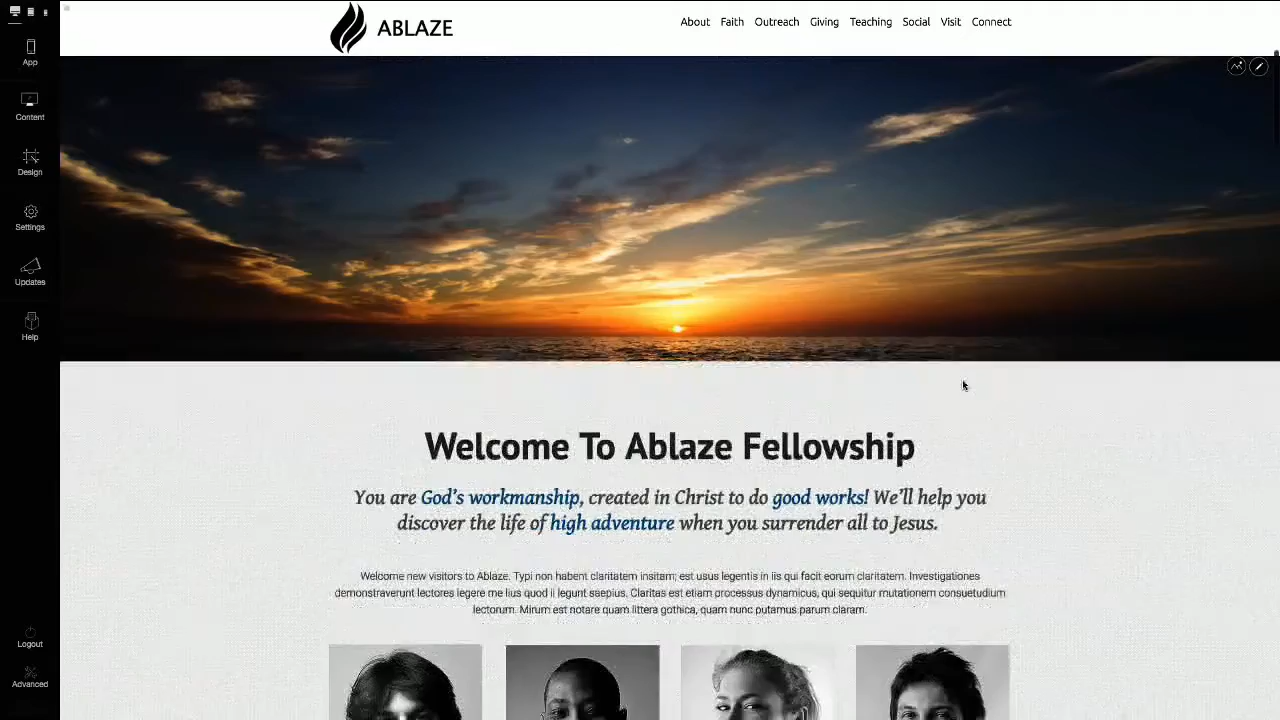 ABLAZE
About Faith Outreach Giving Teaching Social Visit Connect
App
Content
Design
Settings
Updates
Help
Logout
Advanced
Welcome To Ablaze Fellowship
You are God's workmanship, created in Christ to do good works! We'll help you
discover the life of high adventure when you surrender all to Jesus.
Welcome new visitors to Ablaze. Typi non habent claritatem insitam; est usus legentis in iis qui facit eorum claritatem. Investigationes
demonstraverunt lectores legere me lius quod ii legunt saepius. Claritas est etiam processus dynamicus, qui sequitur mutationem consuetudium
lectorum. Mirum est notare quam littera gothica, quam nunc putamus parum claram.